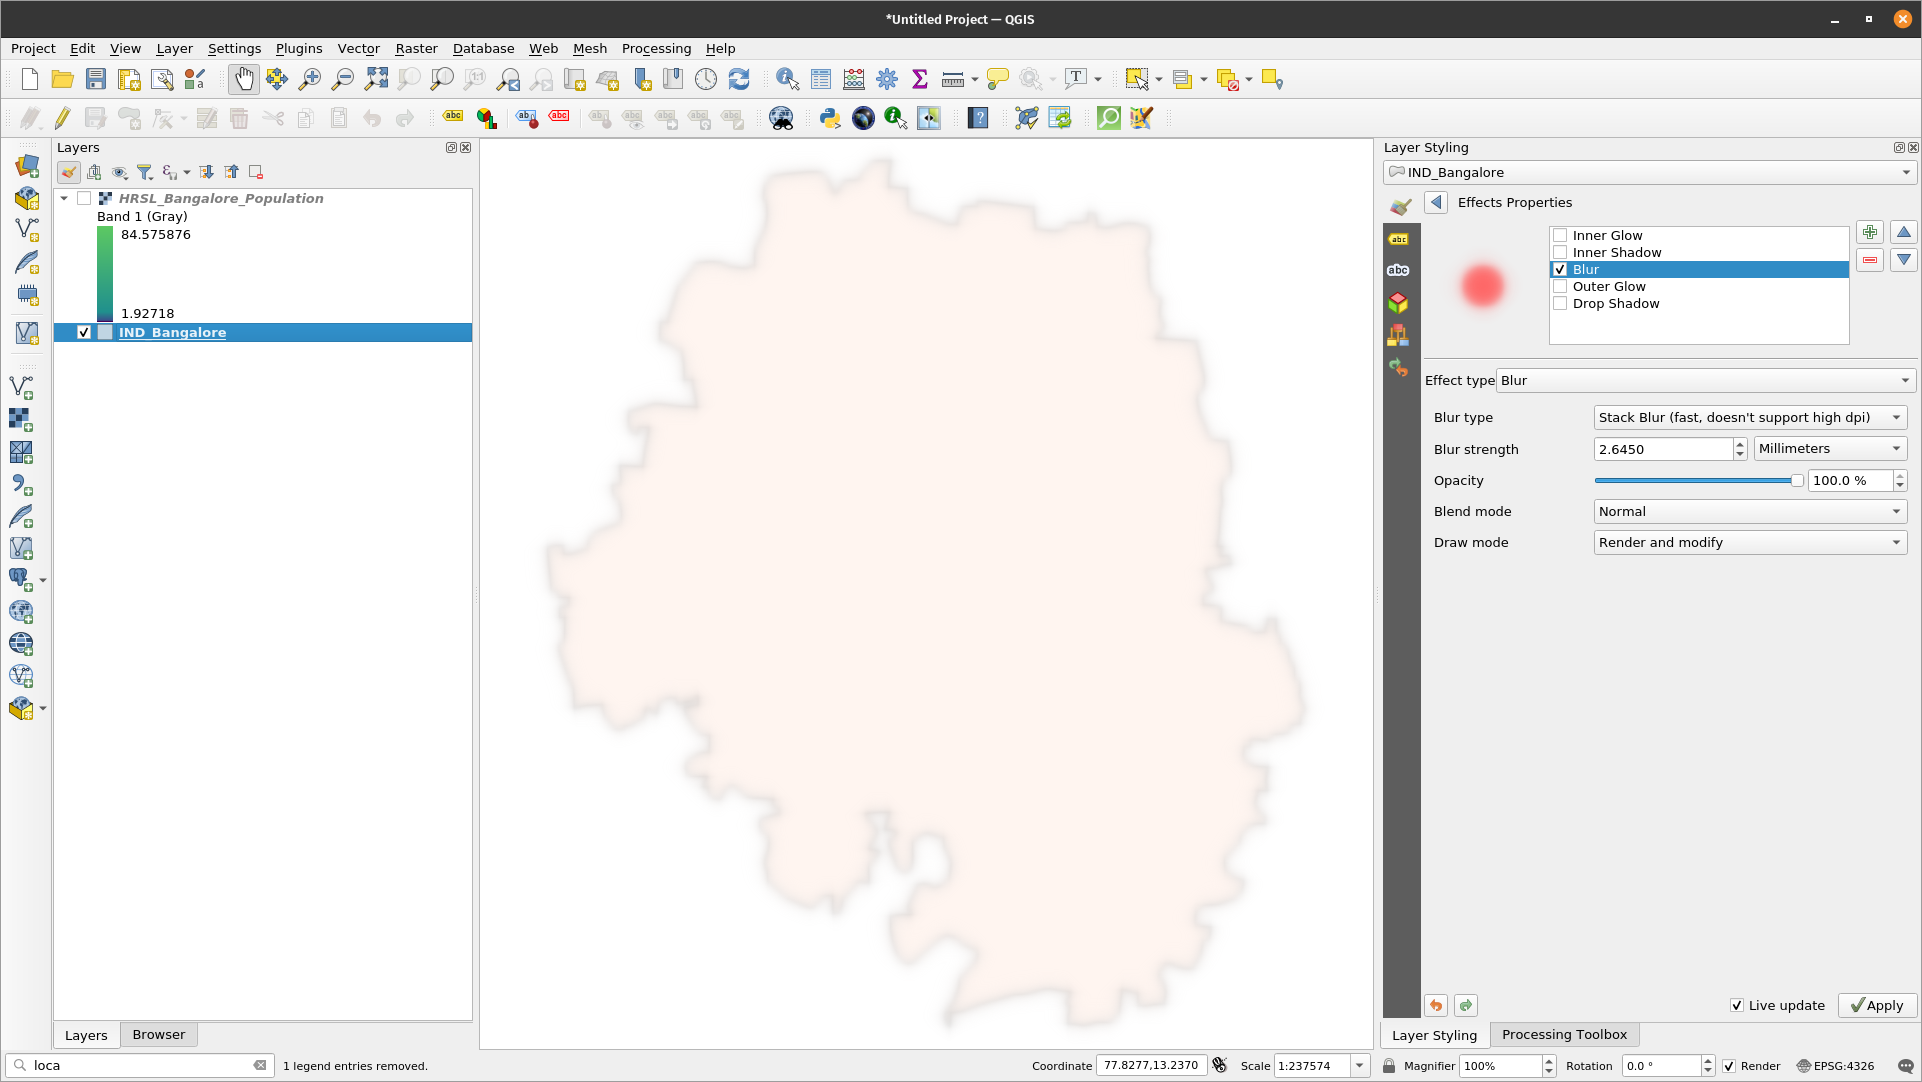 *Untitled Project — QGIS
Project Edit View Layer Settings Plugins Vector Raster Database Web Mesh Processing Help
Layers
HRSL_Bangalore_Population
Band 1 (Gray)
84.575876
1.92718
IND_Bangalore
Layers Browser
Layer Styling
IND_Bangalore
Effects Properties
Inner Glow
Inner Shadow
Blur
Outer Glow
Drop Shadow
Effect type Blur
Blur type Stack Blur (fast, doesn't support high dpi)
Blur strength 2.6450 Millimeters
Opacity 100.0 %
Blend mode Normal
Draw mode Render and modify
Live update Apply
Layer Styling Processing Toolbox
loca 1 legend entries removed. Coordinate 77.8277,13.2370 Scale 1:237574 Magnifier 100% Rotation 0.0 ° Render EPSG:4326